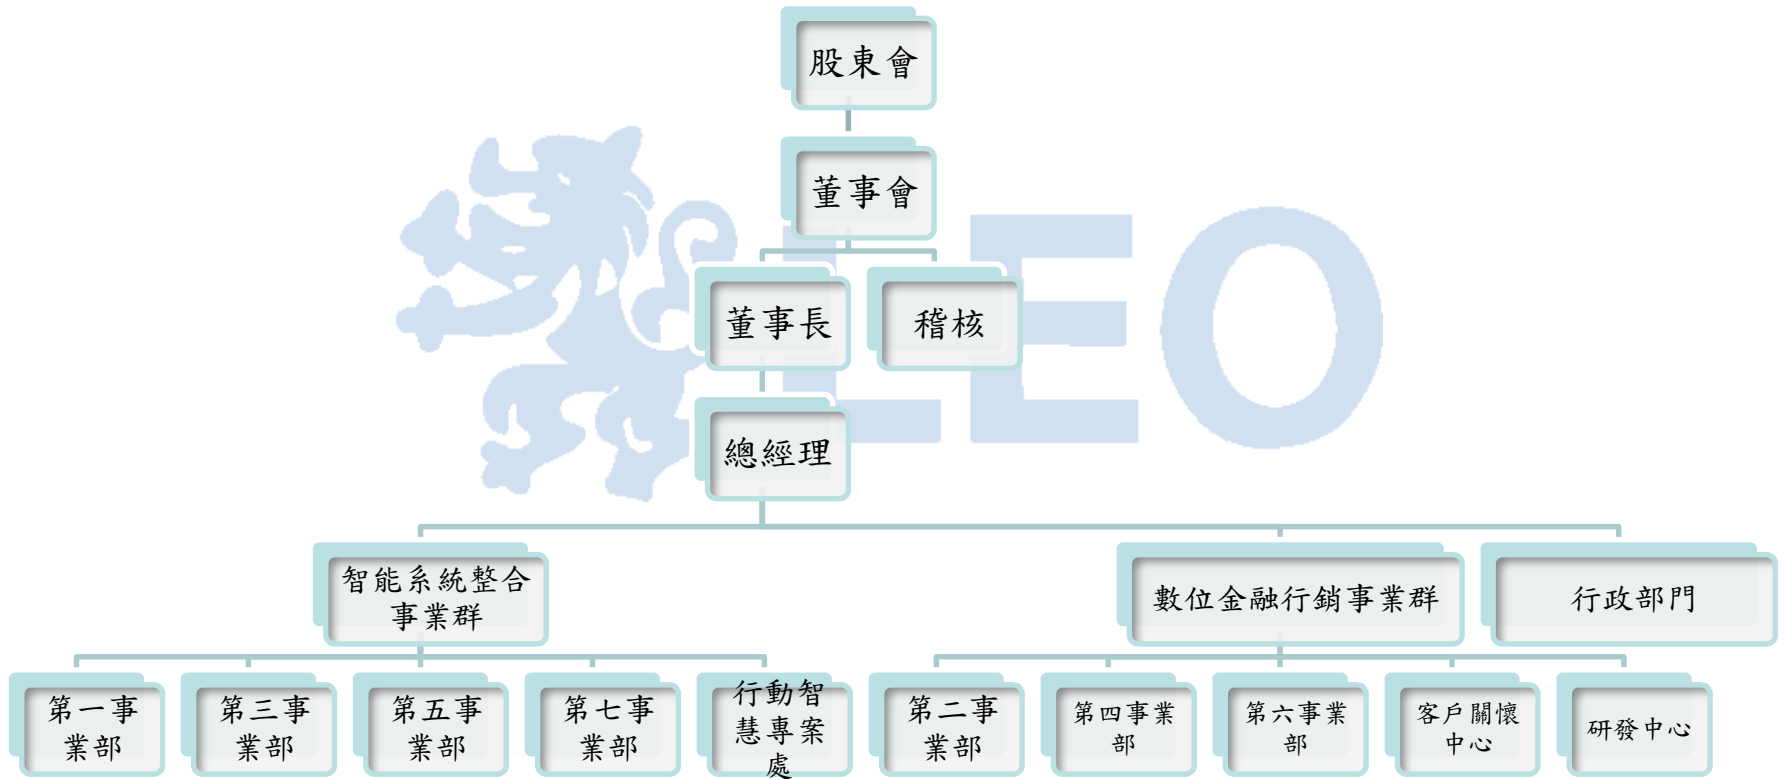 股東會
董事會
董事長
稽核
LEO
總經理
智能系統整合
事業群
數位金融行銷事業群
行政部門
第一事
業部
第三事
業部
第五事
業部
第七事
業部
行動智
慧專案
處
第二事
業部
第四事業
部
第六事業
部
客戶關懷
中心
研發中心